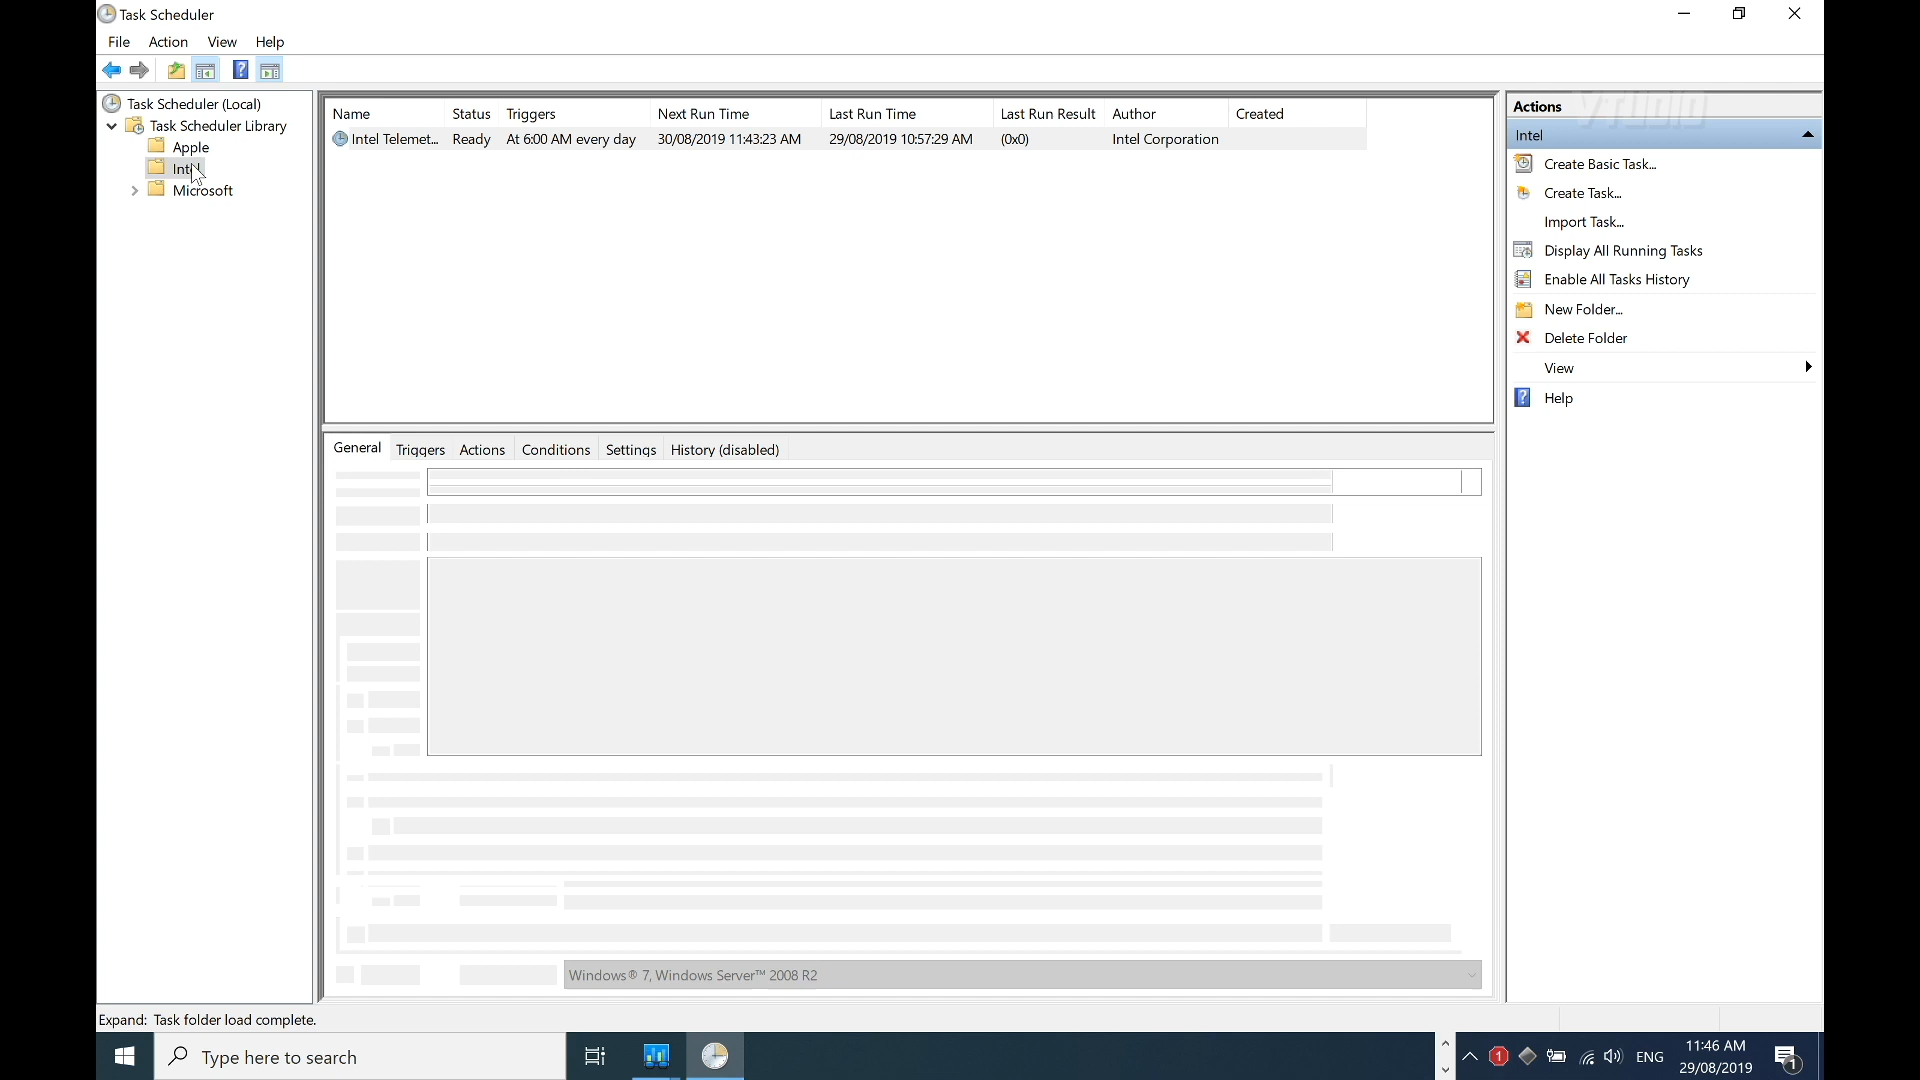 Task Scheduler
File Action View Help
Task Scheduler (Local)
Task Scheduler Library
Apple
Microsoft
Name Status Triggers Next Run Time Last Run Time Last Run Result Author Created
Intel Telemet... Ready At 6:00 AM every day 30/08/2019 11:43:23 AM 29/08/2019 10:57:29 AM (0x0) Intel Corporation
General Triggers Actions Conditions Settings History (disabled)
Windows® 7, Windows Server™ 2008 R2
Actions
Intel
Create Basic Task...
Create Task...
Import Task...
Display All Running Tasks
Enable All Tasks History
New Folder...
Delete Folder
View
Help
Expand: Task folder load complete.
Type here to search
1
ENG
11:46 AM
29/08/2019
1